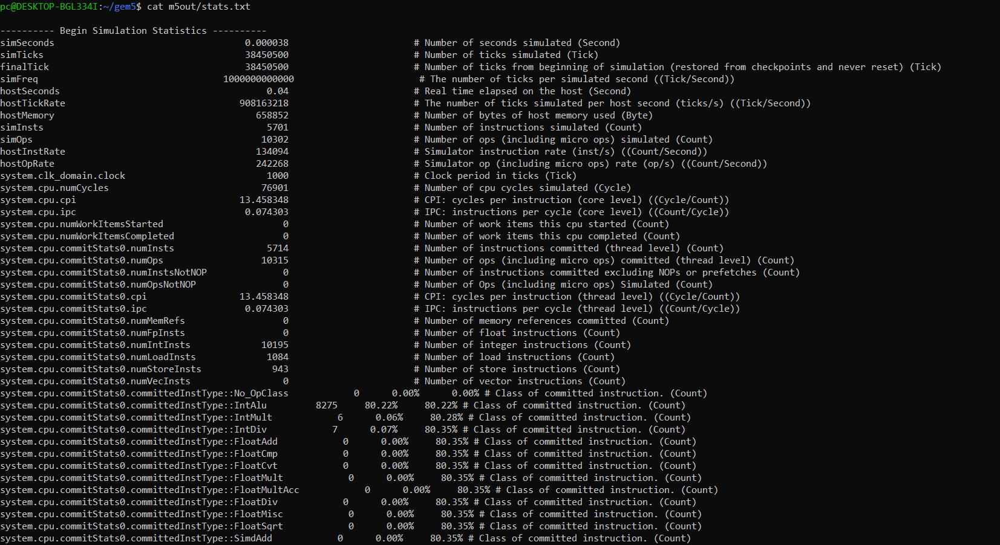 pc@DESKTOP-BGL334I:~/gem5$ cat m5out/stats.txt
---------- Begin Simulation Statistics ----------
simSeconds 0.000038 # Number of seconds simulated (Second)
simTicks 38450500 # Number of ticks simulated (Tick)
finalTick 38450500 # Number of ticks from beginning of simulation (restored from checkpoints and never reset) (Tick)
simFreq 1000000000000 # The number of ticks per simulated second ((Tick/Second))
hostSeconds 0.04 # Real time elapsed on the host (Second)
hostTickRate 908163218 # The number of ticks simulated per host second (ticks/s) ((Tick/Second))
hostMemory 658852 # Number of bytes of host memory used (Byte)
simInsts 5701 # Number of instructions simulated (Count)
simOps 10302 # Number of ops (including micro ops) simulated (Count)
hostInstRate 134094 # Simulator instruction rate (inst/s) ((Count/Second))
hostOpRate 242268 # Simulator op (including micro ops) rate (op/s) ((Count/Second))
system.clk_domain.clock 1000 # Clock period in ticks (Tick)
system.cpu.numCycles 76901 # Number of cpu cycles simulated (Cycle)
system.cpu.cpi 13.458348 # CPI: cycles per instruction (core level) ((Cycle/Count))
system.cpu.ipc 0.074303 # IPC: instructions per cycle (core level) ((Count/Cycle))
system.cpu.numWorkItemsStarted 0 # Number of work items this cpu started (Count)
system.cpu.numWorkItemsCompleted 0 # Number of work items this cpu completed (Count)
system.cpu.commitStats0.numInsts 5714 # Number of instructions committed (thread level) (Count)
system.cpu.commitStats0.numOps 10315 # Number of ops (including micro ops) committed (thread level) (Count)
system.cpu.commitStats0.numInstsNotNOP 0 # Number of instructions committed excluding NOPs or prefetches (Count)
system.cpu.commitStats0.numOpsNotNOP 0 # Number of Ops (including micro ops) Simulated (Count)
system.cpu.commitStats0.cpi 13.458348 # CPI: cycles per instruction (thread level) ((Cycle/Count))
system.cpu.commitStats0.ipc 0.074303 # IPC: instructions per cycle (thread level) ((Count/Cycle))
system.cpu.commitStats0.numMemRefs 0 # Number of memory references committed (Count)
system.cpu.commitStats0.numFpInsts 0 # Number of float instructions (Count)
system.cpu.commitStats0.numIntInsts 10195 # Number of integer instructions (Count)
system.cpu.commitStats0.numLoadInsts 1084 # Number of load instructions (Count)
system.cpu.commitStats0.numStoreInsts 943 # Number of store instructions (Count)
system.cpu.commitStats0.numVecInsts 0 # Number of vector instructions (Count)
system.cpu.commitStats0.committedInstType::No_OpClass 0 0.00% 0.00% # Class of committed instruction. (Count)
system.cpu.commitStats0.committedInstType::IntAlu 8275 80.22% 80.22% # Class of committed instruction. (Count)
system.cpu.commitStats0.committedInstType::IntMult 6 0.06% 80.28% # Class of committed instruction. (Count)
system.cpu.commitStats0.committedInstType::IntDiv 7 0.07% 80.35% # Class of committed instruction. (Count)
system.cpu.commitStats0.committedInstType::FloatAdd 0 0.00% 80.35% # Class of committed instruction. (Count)
system.cpu.commitStats0.committedInstType::FloatCmp 0 0.00% 80.35% # Class of committed instruction. (Count)
system.cpu.commitStats0.committedInstType::FloatCvt 0 0.00% 80.35% # Class of committed instruction. (Count)
system.cpu.commitStats0.committedInstType::FloatMult 0 0.00% 80.35% # Class of committed instruction. (Count)
system.cpu.commitStats0.committedInstType::FloatMultAcc 0 0.00% 80.35% # Class of committed instruction. (Count)
system.cpu.commitStats0.committedInstType::FloatDiv 0 0.00% 80.35% # Class of committed instruction. (Count)
system.cpu.commitStats0.committedInstType::FloatMisc 0 0.00% 80.35% # Class of committed instruction. (Count)
system.cpu.commitStats0.committedInstType::FloatSqrt 0 0.00% 80.35% # Class of committed instruction. (Count)
system.cpu.commitStats0.committedInstType::SimdAdd 0 0.00% 80.35% # Class of committed instruction. (Count)